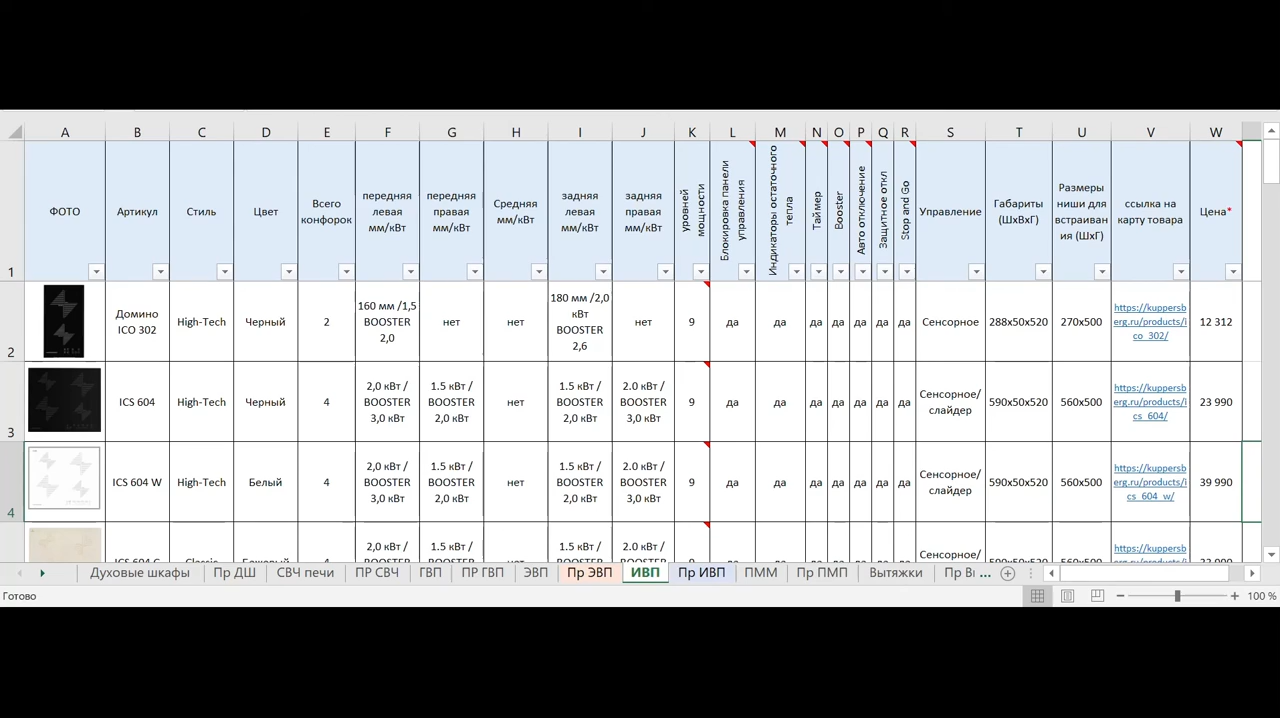 A B C D E F G H I J K L M N O P Q R S T U V W
1
ФОТО
Артикул
Стиль
Цвет
Всего
конфорок
передняя
левая
мм/кВт
передняя
правая
мм/кВт
Средняя
мм/кВт
задняя
левая
мм/кВт
задняя
правая
мм/кВт
уровней
мощности
Блокировка панели
управления
Индикаторы остаточного
тепла
Таймер
Booster
Авто отключение
Защитное откл
Stop and Go
Управление
Габариты
(ШхВхГ)
Размеры
ниши для
встраиван
ия (ШхГ)
ссылка на
карту товара
Цена*
2
Домино
ICO 302
High-Tech
Черный
2
160 мм /1,5
BOOSTER
2,0
нет
нет
180 мм /2,0
кВт
BOOSTER
2,6
нет
9
да
да
да
да
да
да
да
Сенсорное
288х50х520
270х500
https://kuppersb
erg.ru/products/i
co_302/
12 312
3
ICS 604
High-Tech
Черный
4
2,0 кВт /
BOOSTER
3,0 кВт
1.5 кВт /
BOOSTER
2,0 кВт
нет
1.5 кВт /
BOOSTER
2,0 кВт
2.0 кВт /
BOOSTER
3,0 кВт
9
да
да
да
да
да
да
да
Сенсорное/
слайдер
590х50х520
560х500
https://kuppersb
erg.ru/products/i
cs_604/
23 990
4
ICS 604 W
High-Tech
Белый
4
2,0 кВт /
BOOSTER
3,0 кВт
1.5 кВт /
BOOSTER
2,0 кВт
нет
1.5 кВт /
BOOSTER
2,0 кВт
2.0 кВт /
BOOSTER
3,0 кВт
9
да
да
да
да
да
да
да
Сенсорное/
слайдер
590х50х520
560х500
https://kuppersb
erg.ru/products/i
cs_604_w/
39 990
2,0 кВт /
BOOSTER
1.5 кВт /
BOOSTER
1.5 кВт /
BOOSTER
2.0 кВт /
BOOSTER
Сенсорное/
https://kuppersb
Духовые шкафы Пр ДШ СВЧ печи ПР СВЧ ГВП ПР ГВП ЭВП Пр ЭВП ИВП Пр ИВП ПММ Пр ПМП Вытяжки Пр В ...
Готово
100 %